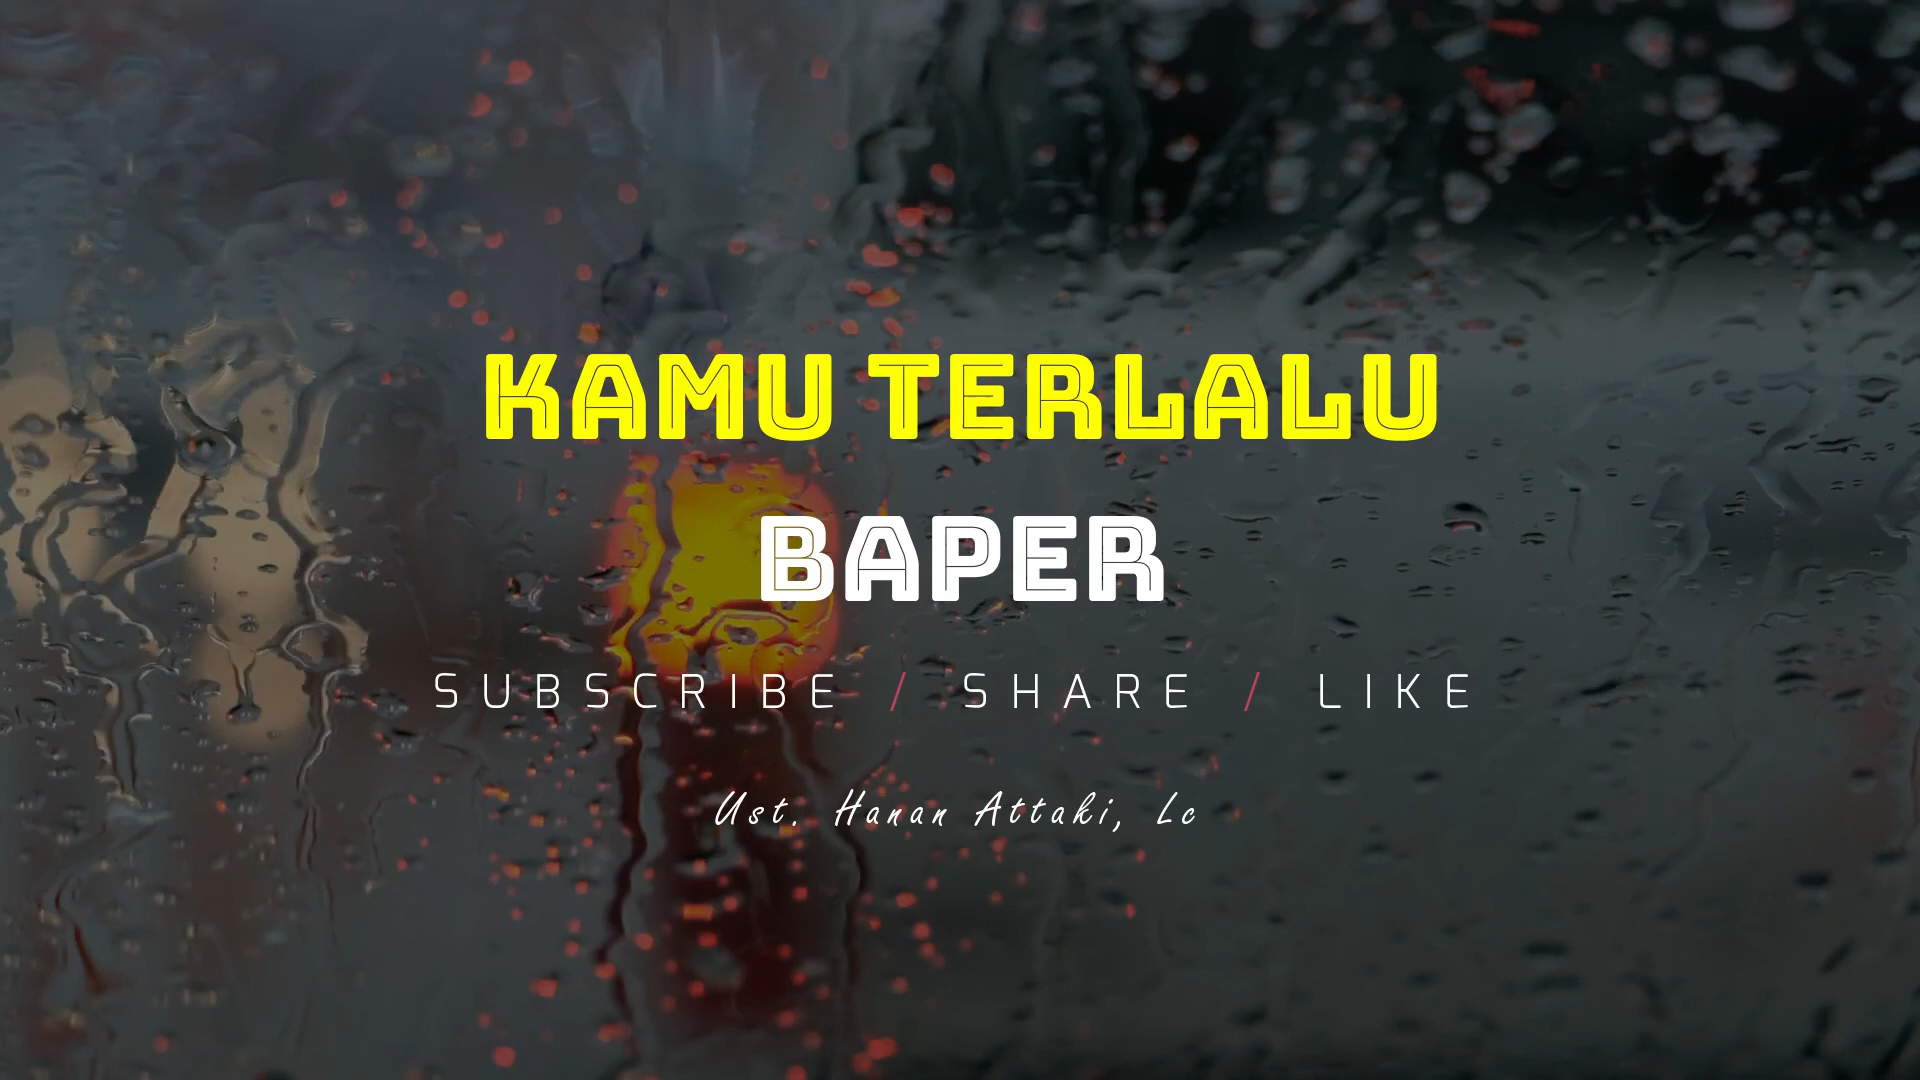 KAMU TERLALU
BAPER
SUBSCRIBE / SHARE / LIKE
Ust. Hanan Attaki, Lc